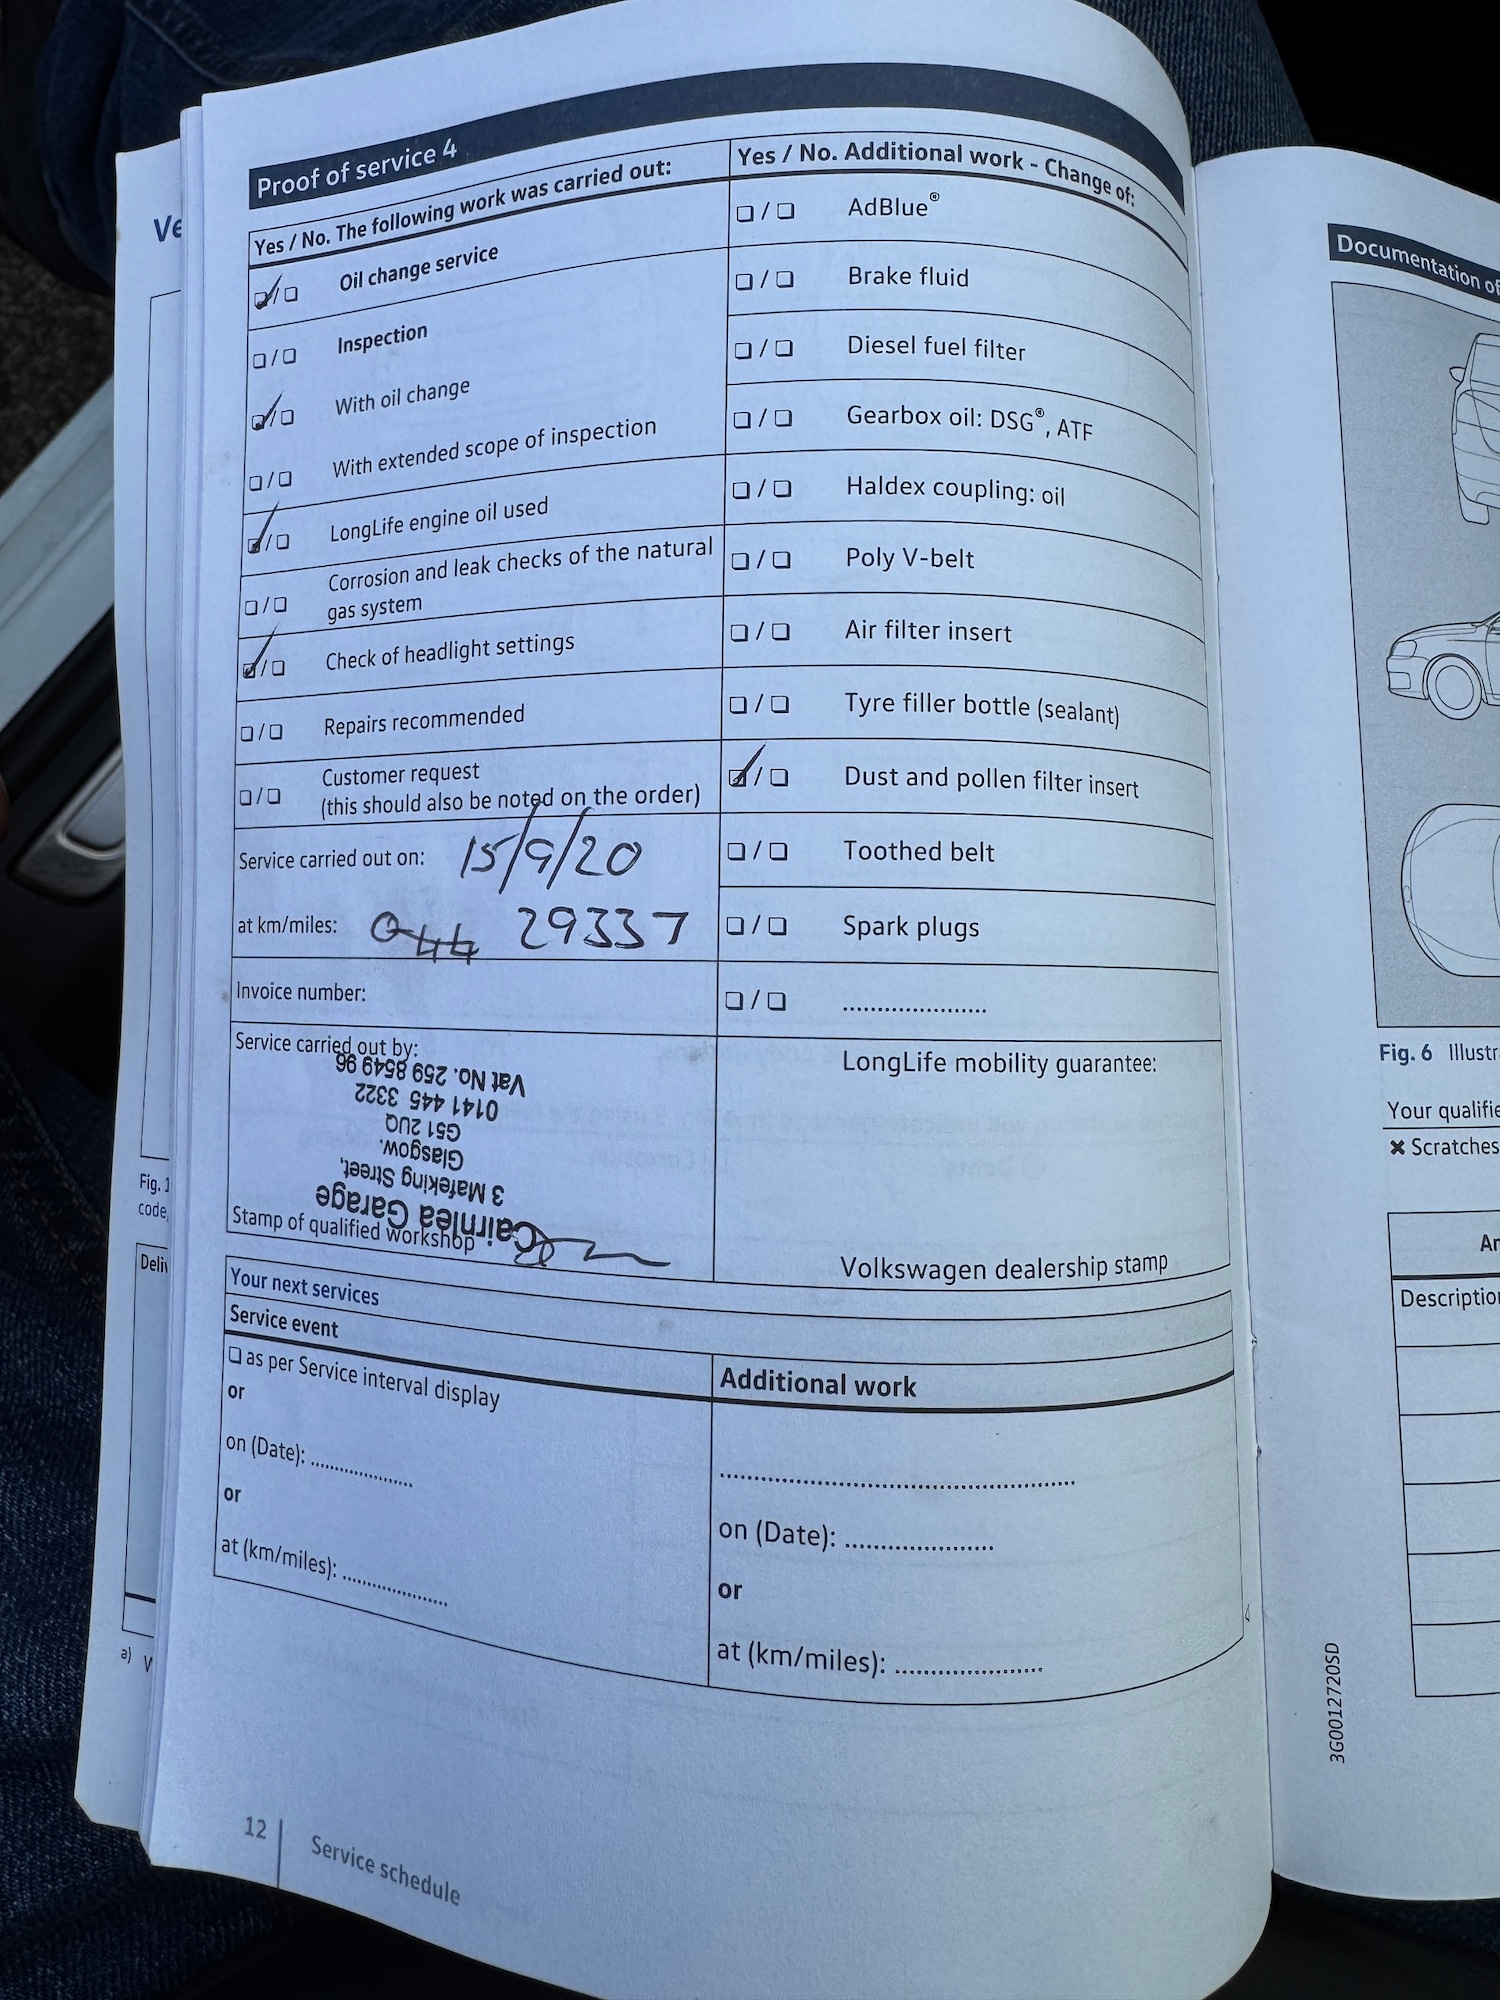 Ve
Fig. 1
code,
Deliv
a) V
Proof of service 4
Yes / No. The following work was carried out:
❑ / ❑ Oil change service
❑ / ❑ Inspection
❑ / ❑ With oil change
❑ / ❑ With extended scope of inspection
❑ / ❑ LongLife engine oil used
❑ / ❑ Corrosion and leak checks of the natural
gas system
❑ / ❑ Check of headlight settings
❑ / ❑ Repairs recommended
❑ / ❑ Customer request
(this should also be noted on the order)
Service carried out on: 15/9/20
at km/miles: 044 29337
Invoice number:
Service carried out by:
Cairnlea Garage
3 Mafeking Street,
Glasgow.
G51 2UQ
0141 445 3322
Vat No. 259 8549 96
Stamp of qualified workshop
Yes / No. Additional work - Change of:
❑ / ❑ AdBlue®
❑ / ❑ Brake fluid
❑ / ❑ Diesel fuel filter
❑ / ❑ Gearbox oil: DSG®, ATF
❑ / ❑ Haldex coupling: oil
❑ / ❑ Poly V-belt
❑ / ❑ Air filter insert
❑ / ❑ Tyre filler bottle (sealant)
❑ / ❑ Dust and pollen filter insert
❑ / ❑ Toothed belt
❑ / ❑ Spark plugs
❑ / ❑ ......................
LongLife mobility guarantee:
Volkswagen dealership stamp
Your next services
Service event
❑ as per Service interval display
or
on (Date): .....................
or
at (km/miles): .....................
Additional work
.....................................................
on (Date): ......................
or
at (km/miles): ......................
12 | Service schedule
Documentation of
Fig. 6 Illustr
Your qualifie
✖ Scratches
Ar
Description
3G0012720SD